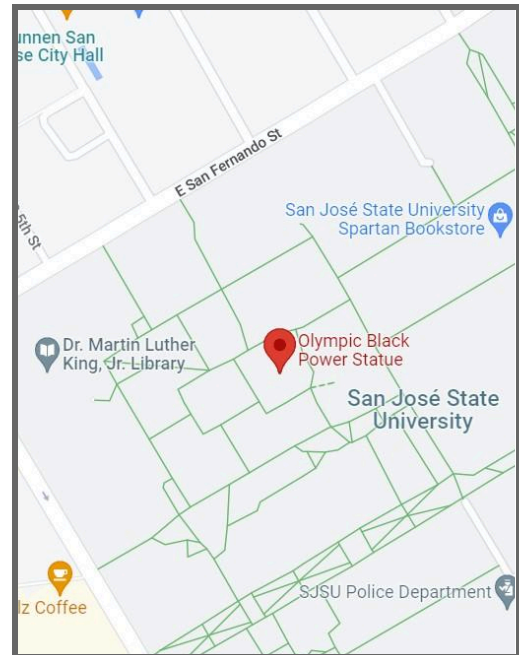 unnen San
se City Hall
E San Fernando St
5th St
San José State University
Spartan Bookstore
Olympic Black
Power Statue
Dr. Martin Luther
King, Jr. Library
San José State
University
SJSU Police Department
lz Coffee